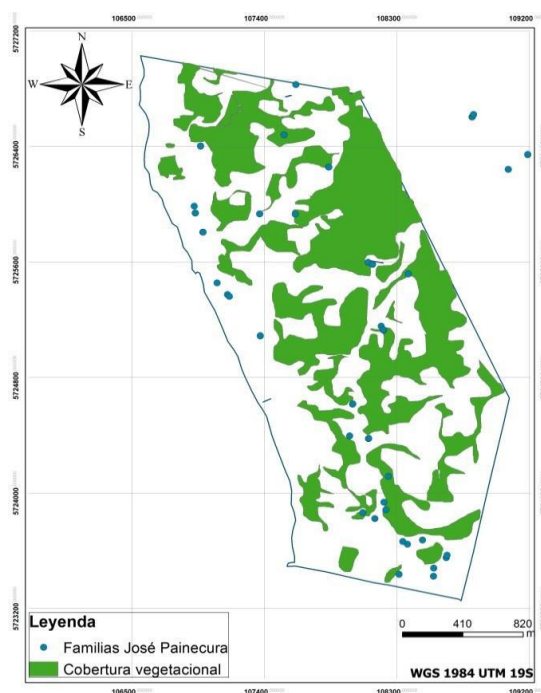 106500 107400 108300 109200
5727200
N
W E
S
5726400
5725600
5724800
5724000
5723200
Leyenda
Familias José Painecura
Cobertura vegetacional
0 410 820
m
WGS 1984 UTM 19S
106500 107400 108300 109200